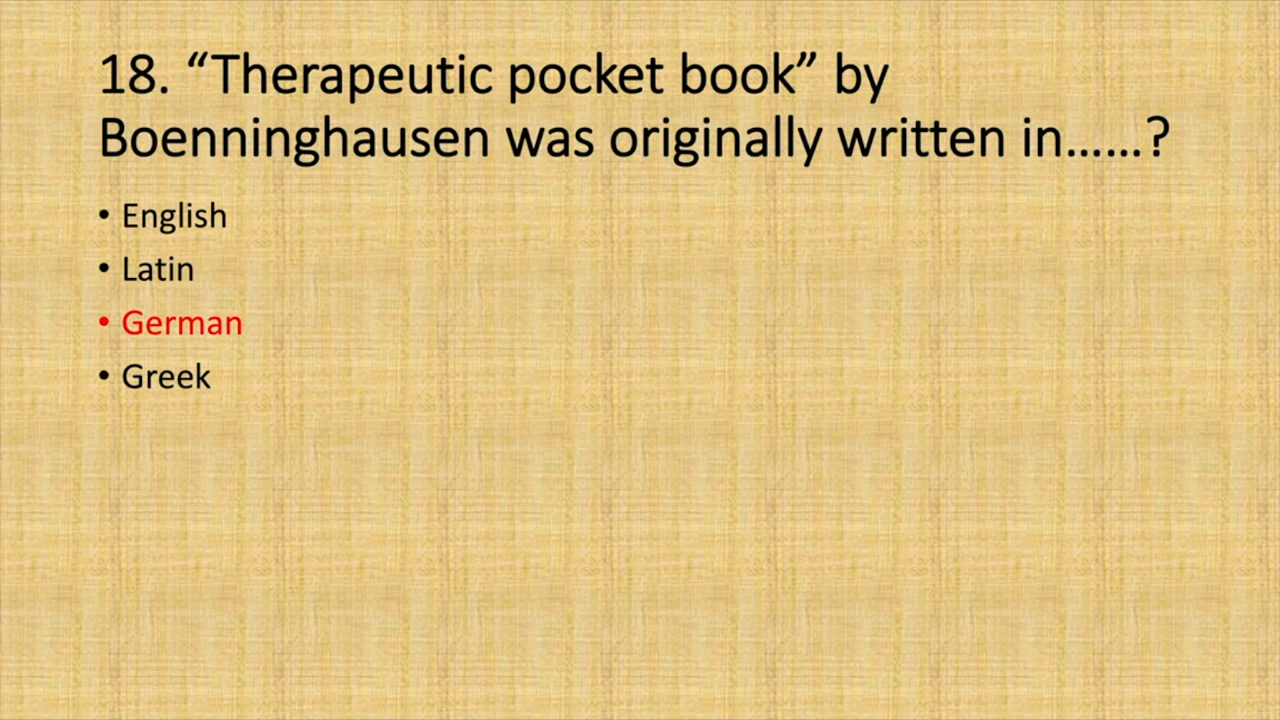 18. “Therapeutic pocket book” by
Boenninghausen was originally written in......?
• English
• Latin
• German
• Greek